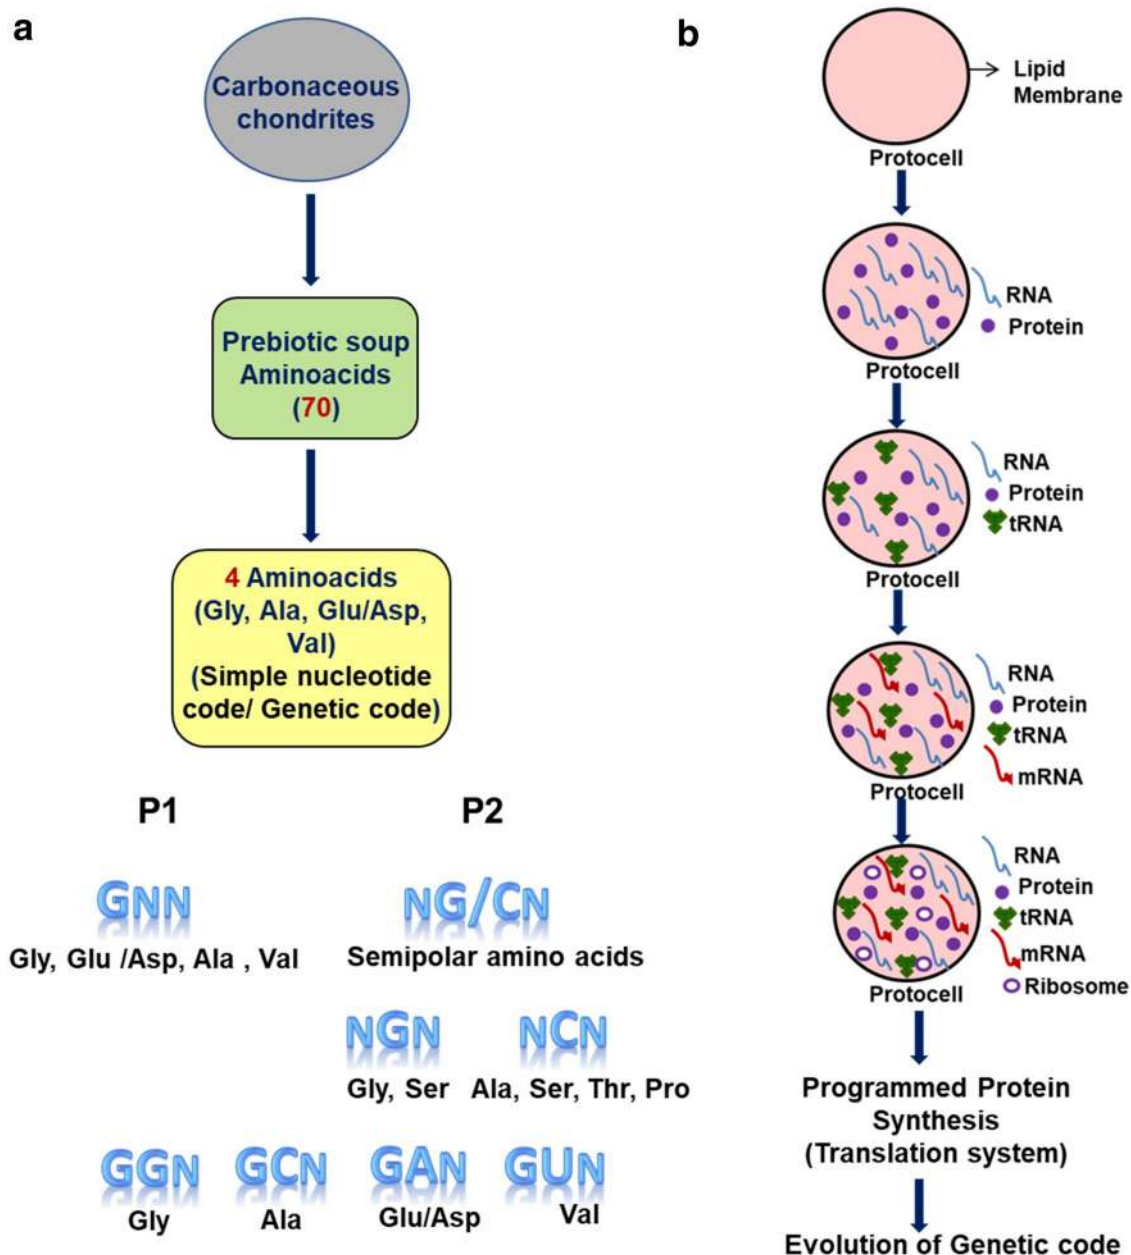 a
Carbonaceous
chondrites
Prebiotic soup
Aminoacids
(70)
4 Aminoacids
(Gly, Ala, Glu/Asp,
Val)
(Simple nucleotide
code/ Genetic code)
P1
P2
GNN
Gly, Glu /Asp, Ala , Val
NG/CN
Semipolar amino acids
NGN
NCN
Gly, Ser
Ala, Ser, Thr, Pro
GGN
GCN
GAN
GUN
Gly
Ala
Glu/Asp
Val
b
Lipid
Membrane
Protocell
RNA
Protein
Protocell
RNA
Protein
tRNA
Protocell
RNA
Protein
tRNA
mRNA
Protocell
RNA
Protein
tRNA
mRNA
Ribosome
Protocell
Programmed Protein
Synthesis
(Translation system)
Evolution of Genetic code